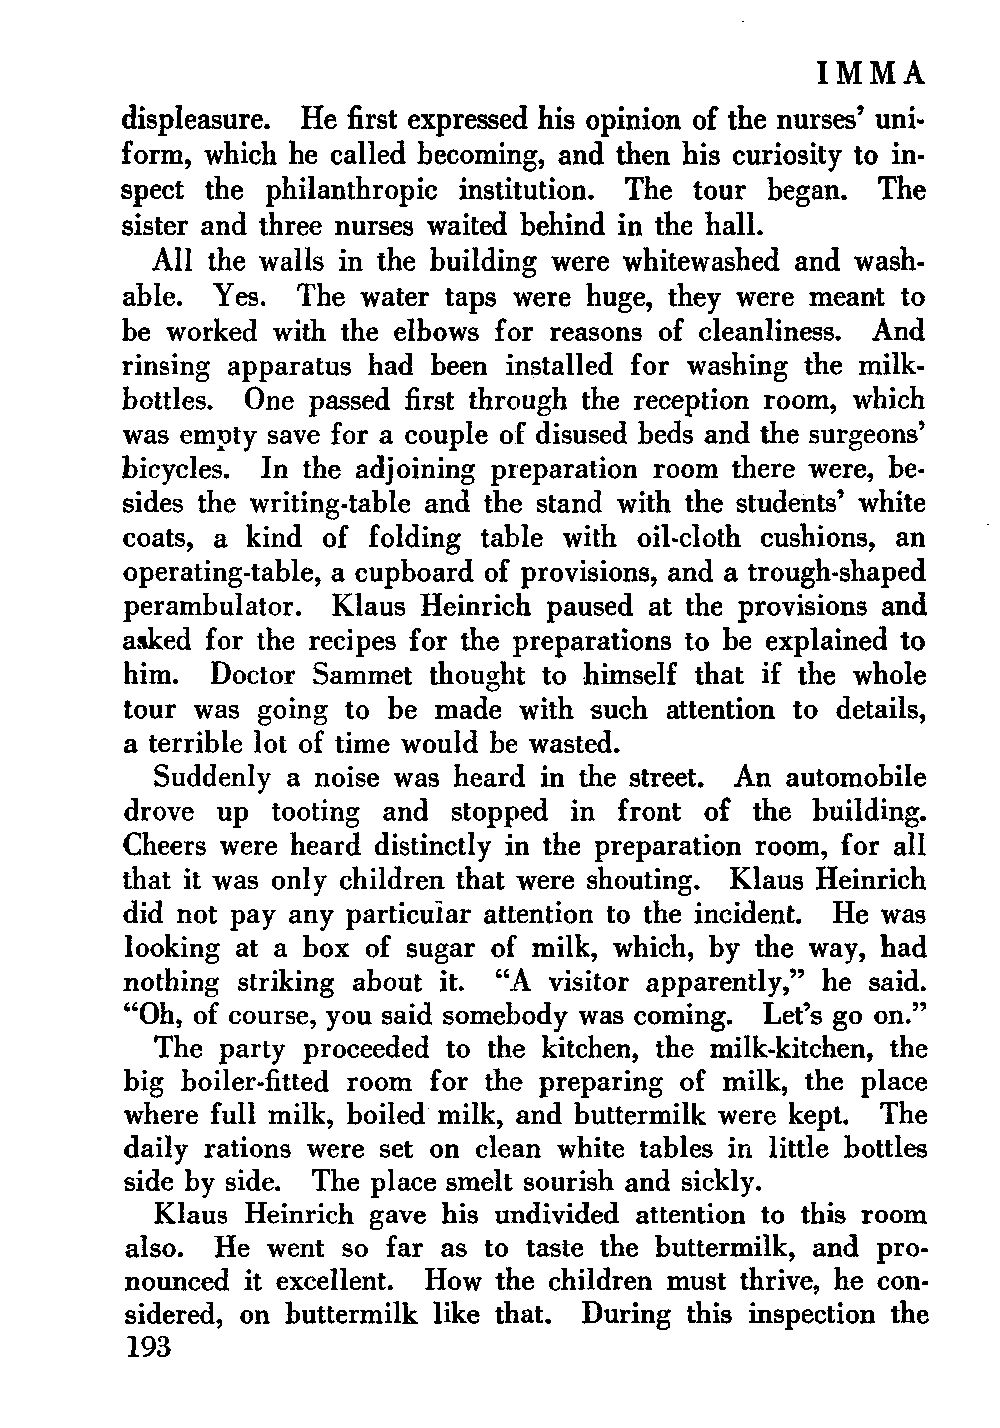 IMMA
displeasure. He first expressed his opinion of the nurses' uni-
form, which he called becoming, and then his curiosity to in-
spect the philanthropic institution. The tour began. The
sister and three nurses waited behind in the hall.
All the walls in the building were whitewashed and wash-
able. Yes. The water taps were huge, they were meant to
be worked with the elbows for reasons of cleanliness. And
rinsing apparatus had been installed for washing the milk-
bottles. One passed first through the reception room, which
was empty save for a couple of disused beds and the surgeons'
bicycles. In the adjoining preparation room there were, be-
sides the writing-table and the stand with the students' white
coats, a kind of folding table with oil-cloth cushions, an
operating-table, a cupboard of provisions, and a trough-shaped
perambulator. Klaus Heinrich paused at the provisions and
asked for the recipes for the preparations to be explained to
him. Doctor Sammet thought to himself that if the whole
tour was going to be made with such attention to details,
a terrible lot of time would be wasted.
Suddenly a noise was heard in the street. An automobile
drove up tooting and stopped in front of the building.
Cheers were heard distinctly in the preparation room, for all
that it was only children that were shouting. Klaus Heinrich
did not pay any particular attention to the incident. He was
looking at a box of sugar of milk, which, by the way, had
nothing striking about it. "A visitor apparently," he said.
"Oh, of course, you said somebody was coming. Let's go on."
The party proceeded to the kitchen, the milk-kitchen, the
big boiler-fitted room for the preparing of milk, the place
where full milk, boiled milk, and buttermilk were kept. The
daily rations were set on clean white tables in little bottles
side by side. The place smelt sourish and sickly.
Klaus Heinrich gave his undivided attention to this room
also. He went so far as to taste the buttermilk, and pro-
nounced it excellent. How the children must thrive, he con-
sidered, on buttermilk like that. During this inspection the
193